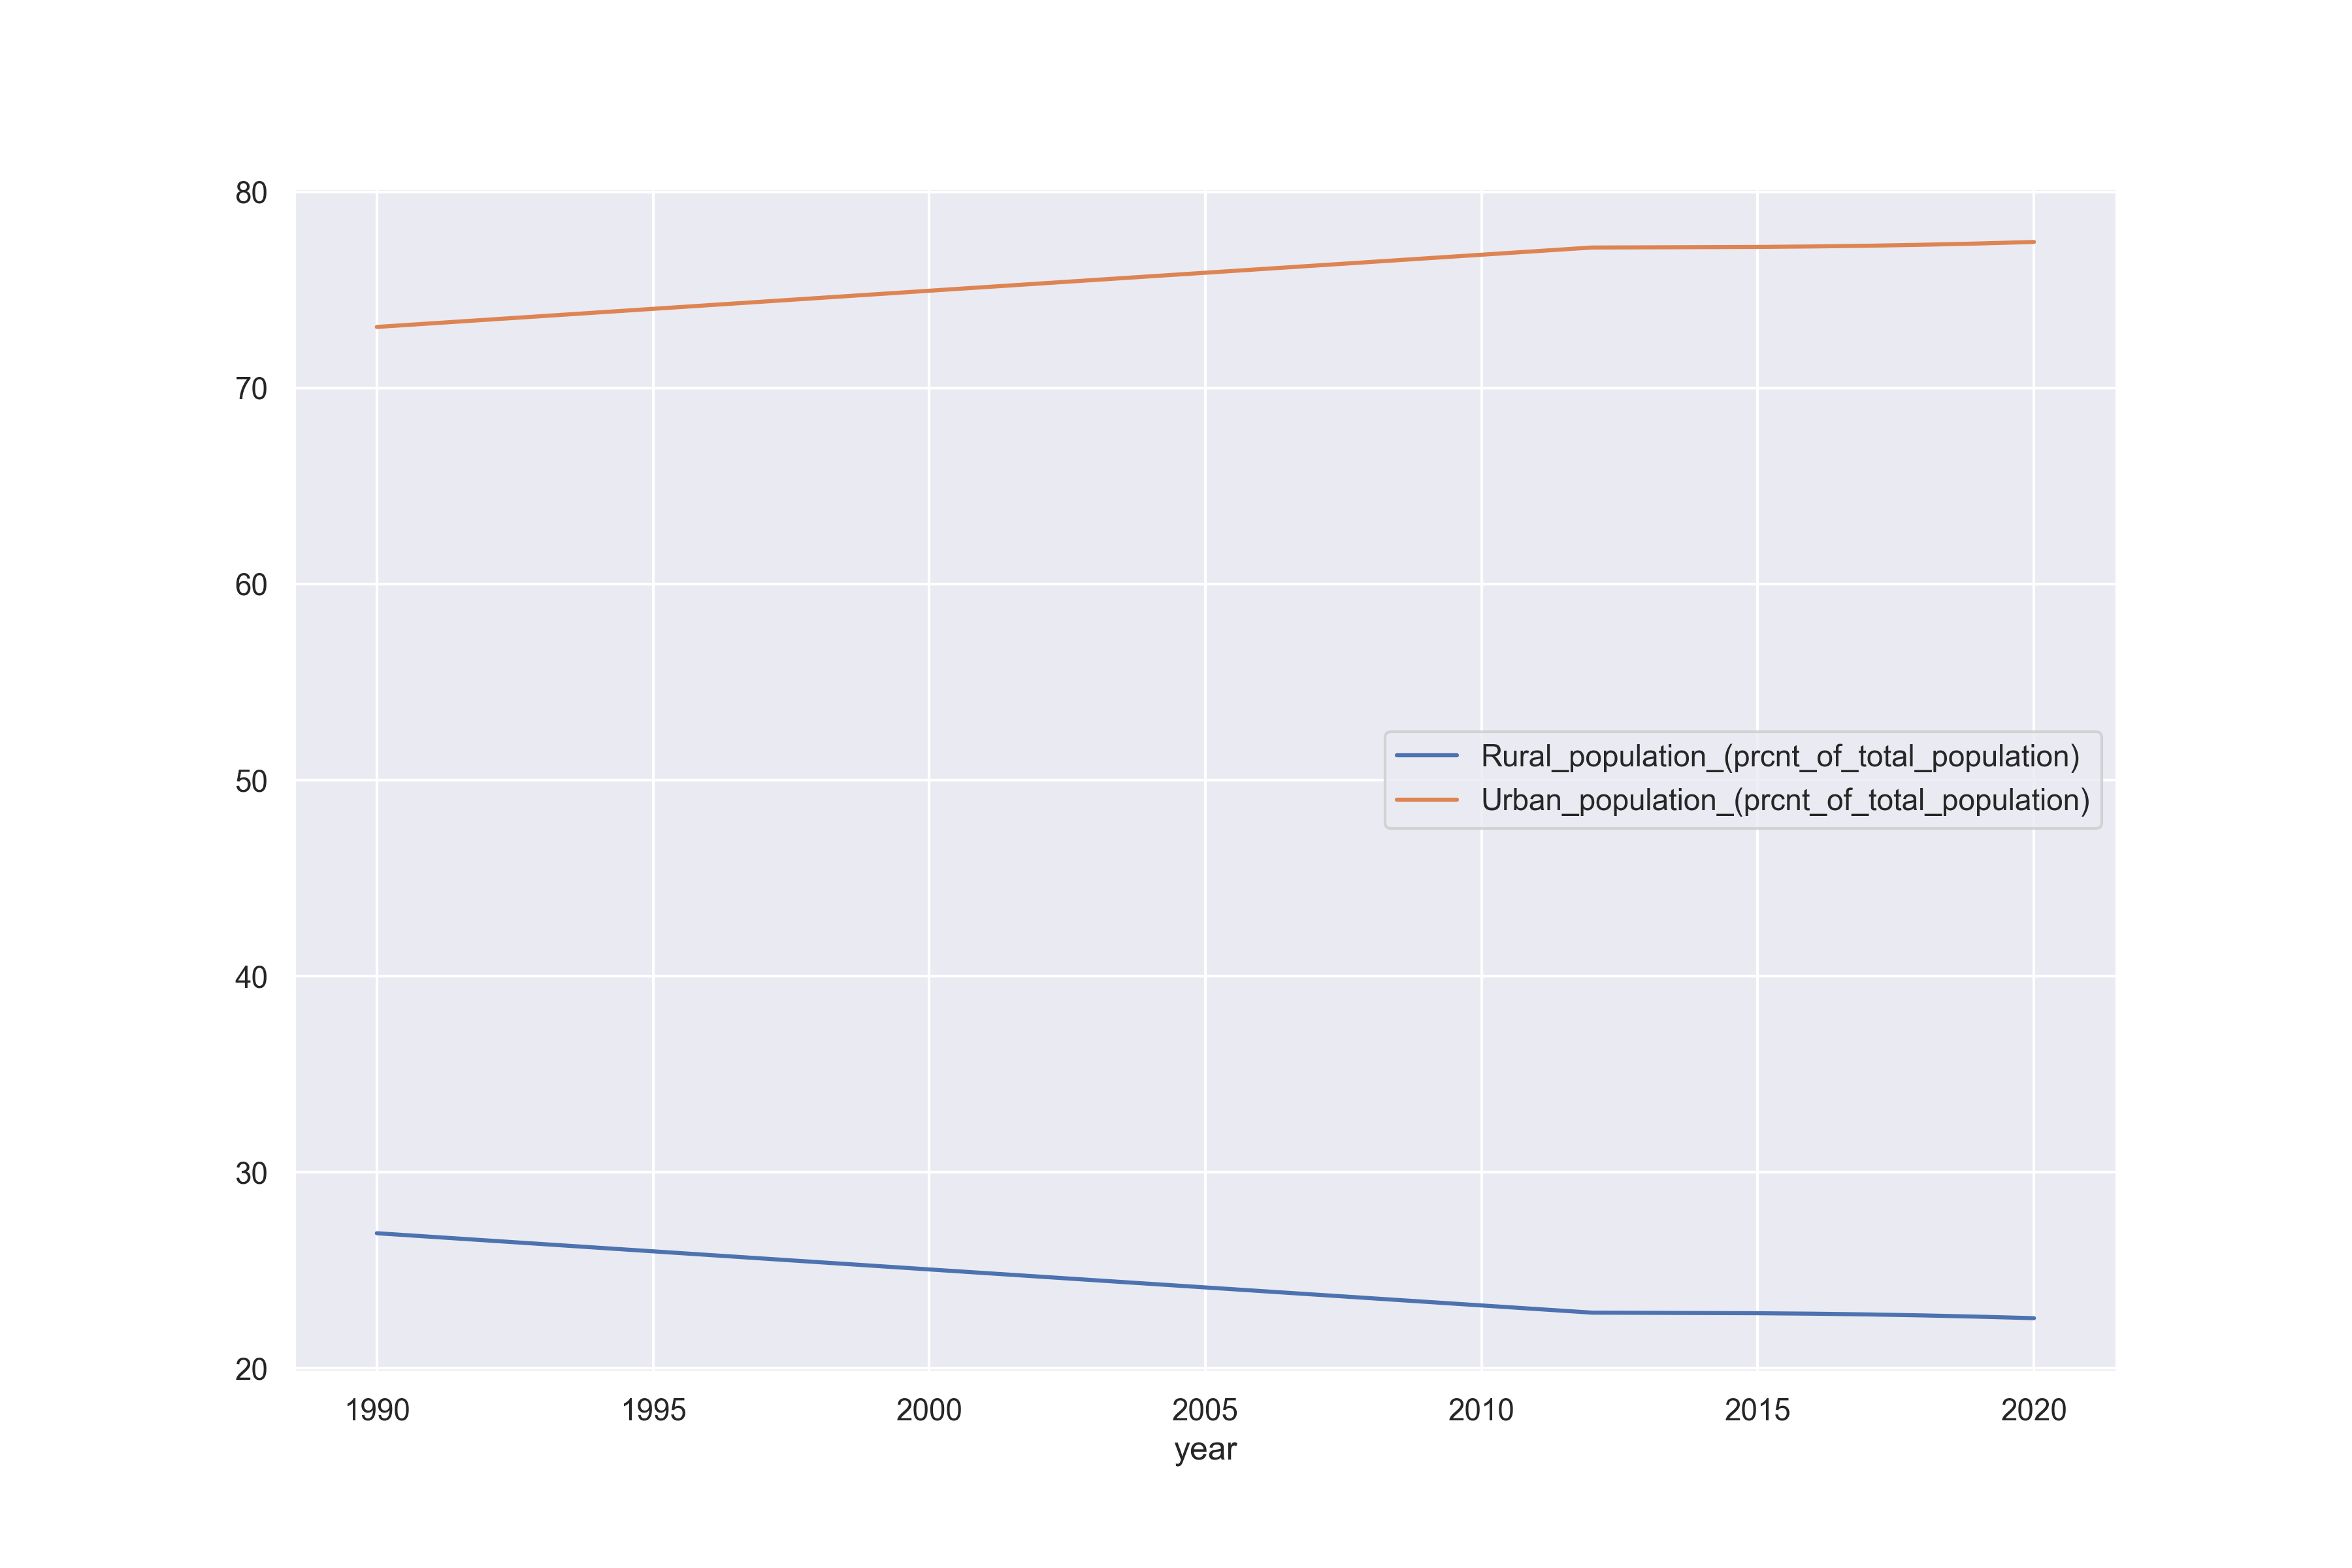 80
70
60
50
40
30
20
Rural_population_(prcnt_of_total_population)
Urban_population_(prcnt_of_total_population)
1990 1995 2000 2005 2010 2015 2020
year